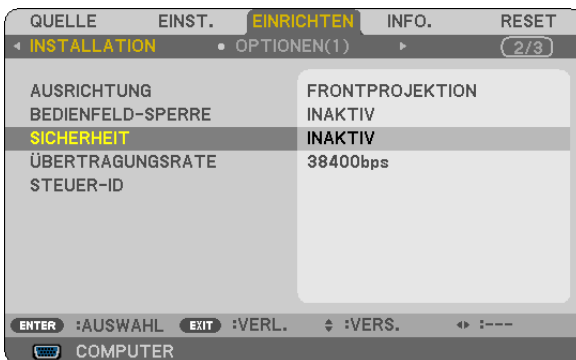 QUELLE EINST. EINRICHTEN INFO. RESET
INSTALLATION • OPTIONEN(1) 2/3
AUSRICHTUNG FRONTPROJEKTION
BEDIENFELD-SPERRE INAKTIV
SICHERHEIT INAKTIV
ÜBERTRAGUNGSRATE 38400bps
STEUER-ID
ENTER :AUSWAHL EXIT :VERL. :VERS. :---
COMPUTER